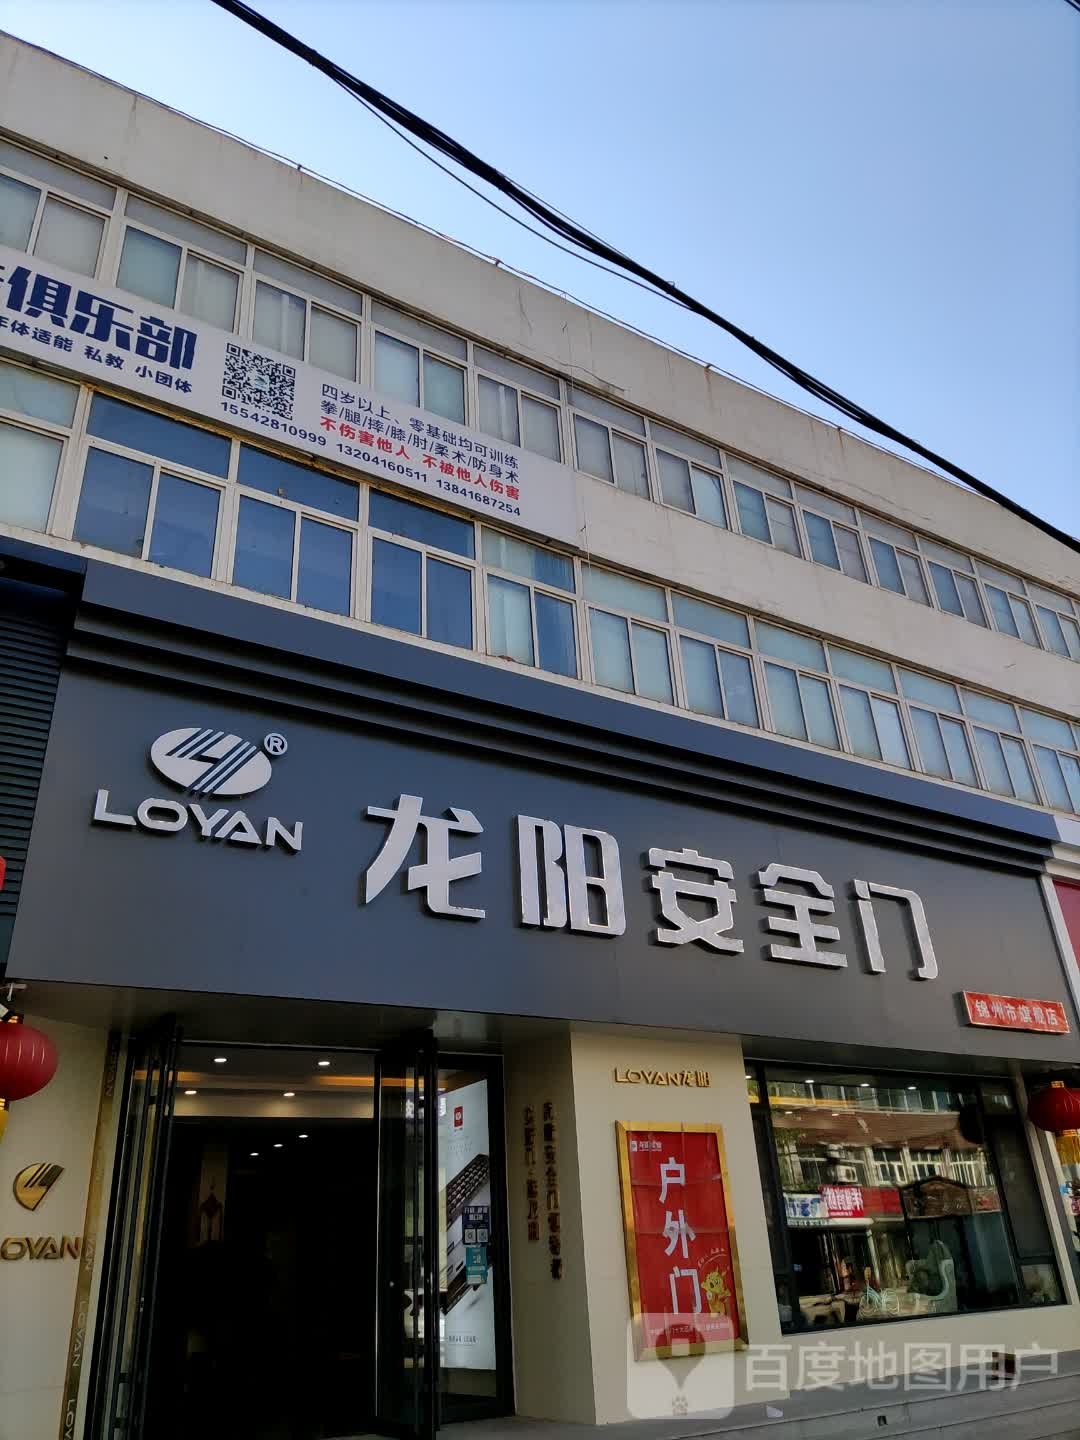 俱乐部
年体适能 私教 小团体
四岁以上、零基础均可训练
拳/腿/摔/膝/肘/柔术/防身术
不伤害他人 不被他人伤害
15542810999 13204160511 13841687254
LOYAN®
龙阳安全门
锦州市旗舰店
LOYAN龙阳
户外门
OYAN
LOYAN
百度地图用户